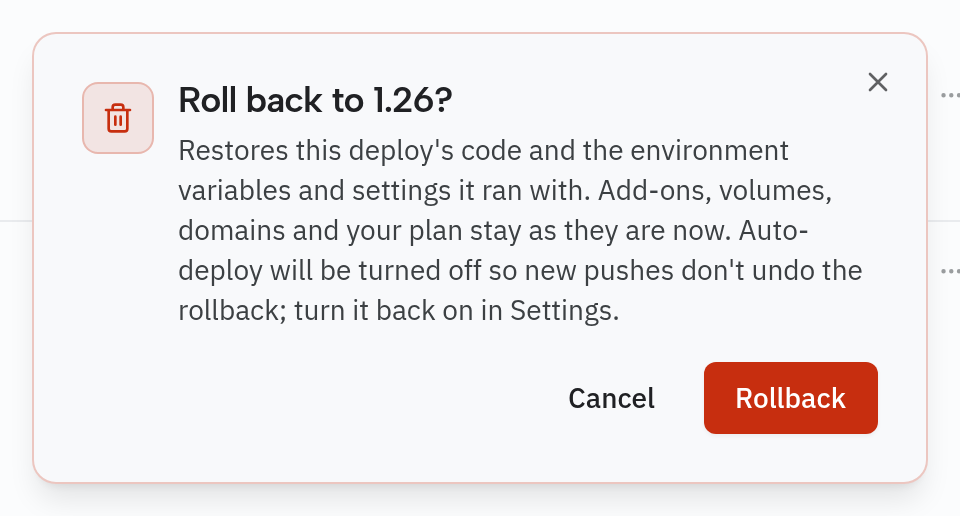 Roll back to 1.26?
Restores this deploy's code and the environment
variables and settings it ran with. Add-ons, volumes,
domains and your plan stay as they are now. Auto-
deploy will be turned off so new pushes don't undo the
rollback; turn it back on in Settings.
Cancel
Rollback